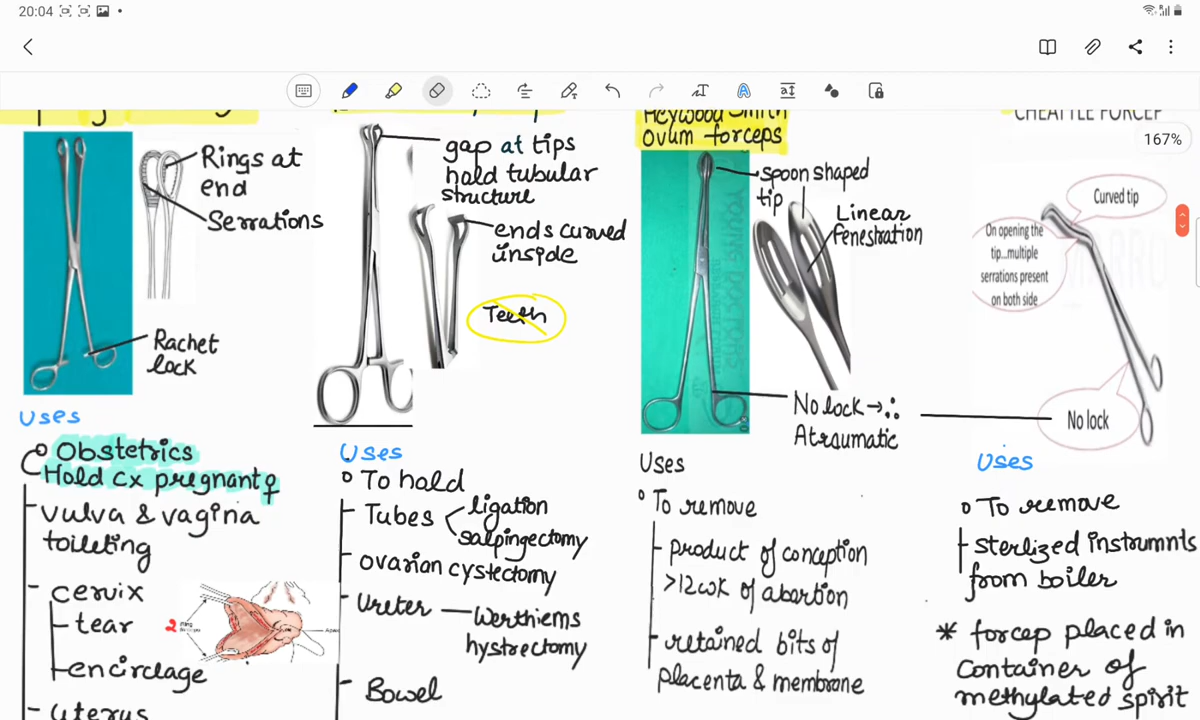 20:04
167%
Rings at
end
Serrations
Rachet
lock
Uses
Obstetrics
Hold Cx pregnant ♀
vulva & vagina
toileting
cervix
tear
encirclage
uterus
2
gap at tips
hold tubular
structure
ends curved
inside
Teeth
Uses
To hold
Tubes
ligation
salpingectomy
ovarian cystectomy
Ureter — Werthiems
hystrectomy
Bowel
Heywood Smith
ovum forceps
spoon shaped
tip
Linear
Fenestration
No lock → ∴
Atraumatic
Uses
To remove
product of conception
>12wk of abortion
retained bits of
placenta & membrane
CHEATTLE FORCEP
Curved tip
On opening the
tip...multiple
serrations present
on both side
No lock
Uses
To remove
sterlized instrumnts
from boiler
* forcep placed in
container of
methylated spirit